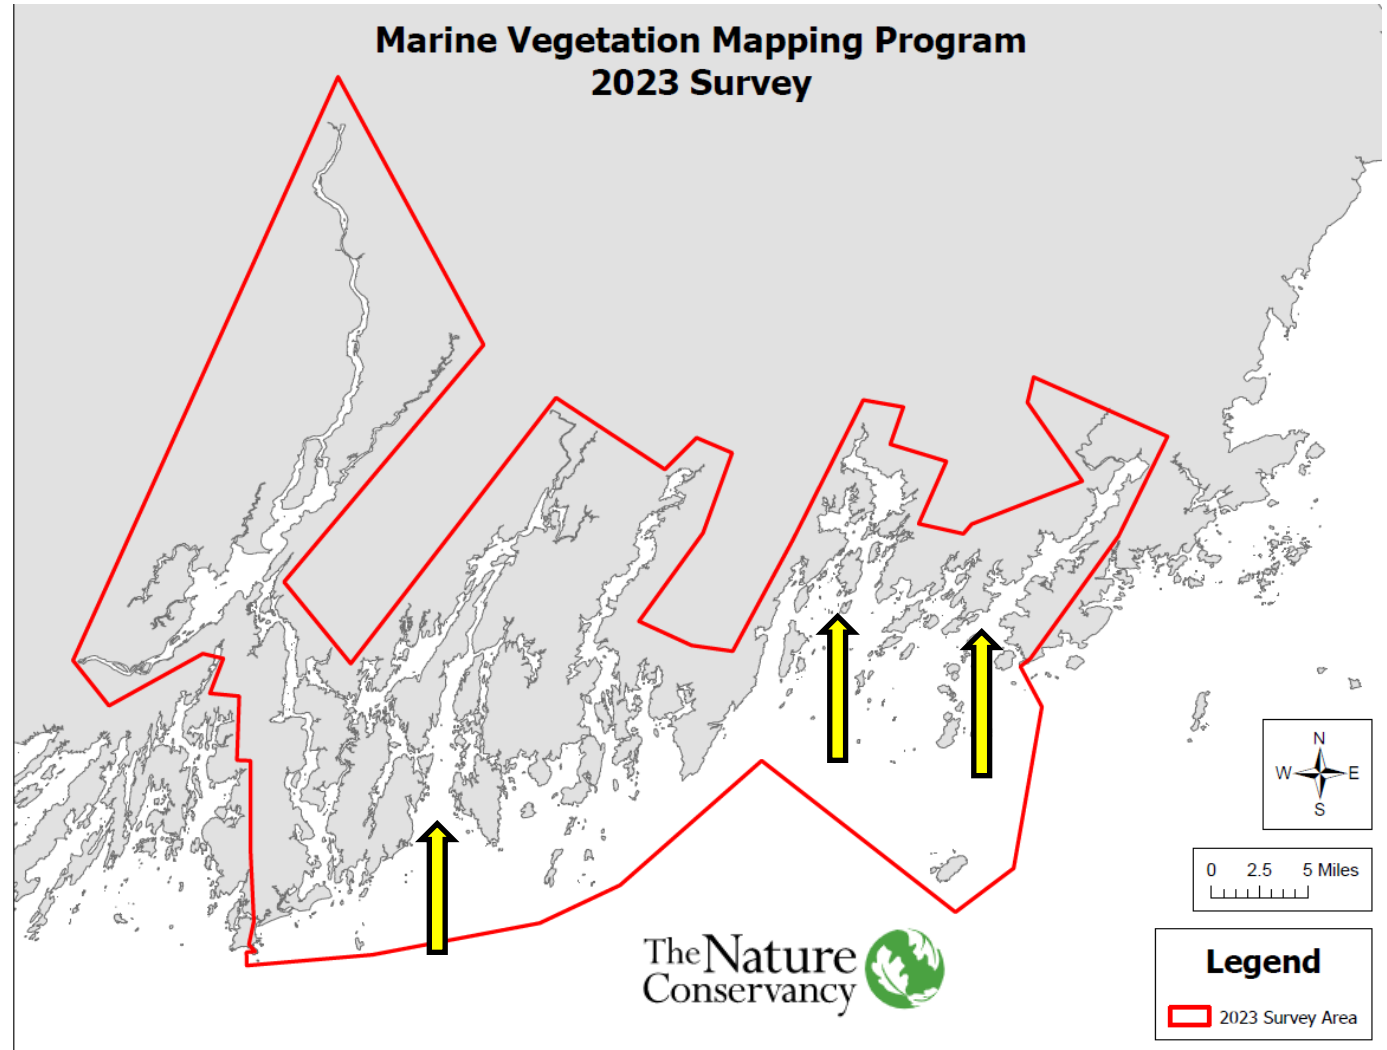 Marine Vegetation Mapping Program
2023 Survey
N
W E
S
0 2.5 5 Miles
The Nature
Conservancy
Legend
2023 Survey Area